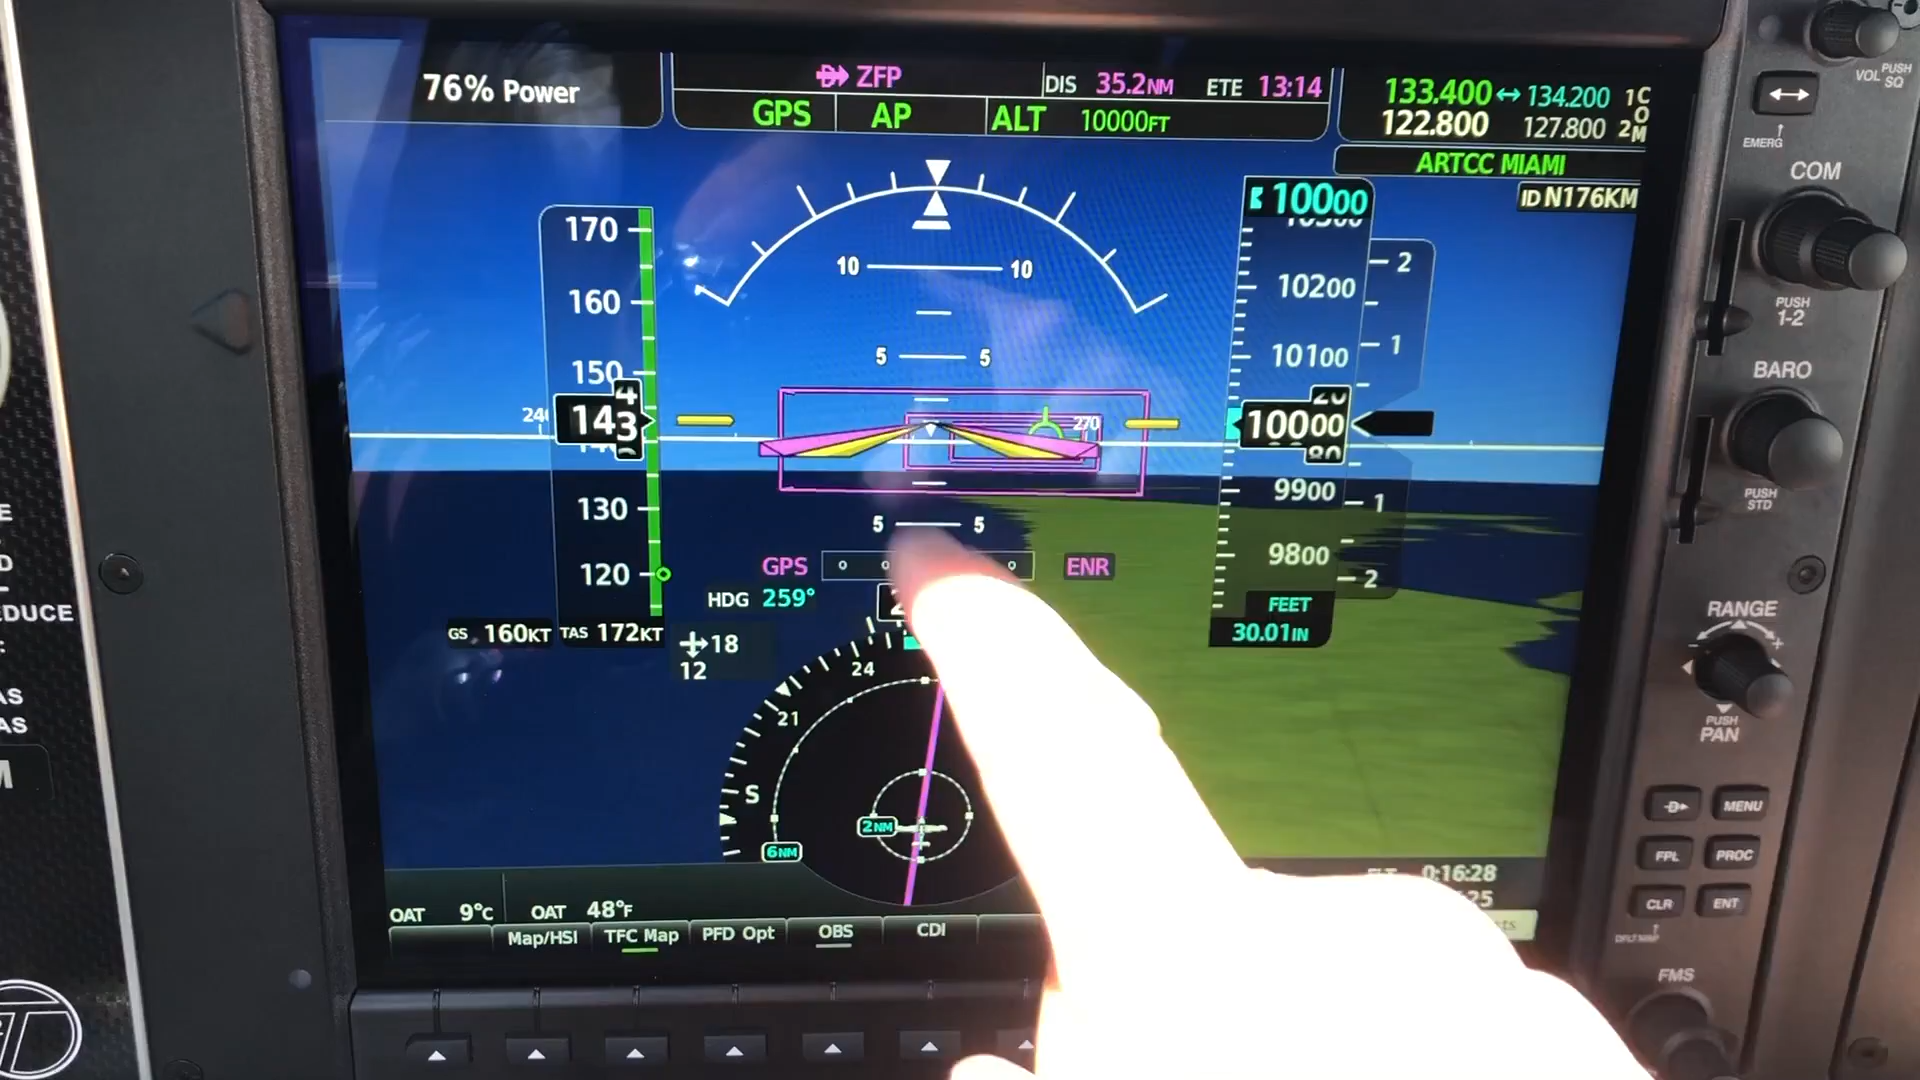 76% Power
ZFP
DIS 35.2NM ETE 13:14
GPS AP ALT 10000FT
133.400 ↔ 134.200 1
122.800 127.800 2
C
O
M
ARTCC MIAMI
ID N176KM
VOL PUSH SQ
EMERG
COM
PUSH
1-2
BARO
PUSH
STD
RANGE
- +
PUSH
PAN
MENU
FPL PROC
CLR ENT
DFLT MAP
FMS
170
160
150
143
130
120
10 10
5 5
5 5
270
10000
10200
10100
10000
9900
9800
2
1
1
2
FEET
30.01IN
GPS ENR
HDG 259°
GS 160KT TAS 172KT
18
12
24
21
S
2NM
6NM
0:16:28
25
OAT 9°C OAT 48°F
Map/HSI TFC Map PFD Opt OBS CDI
EDUCE